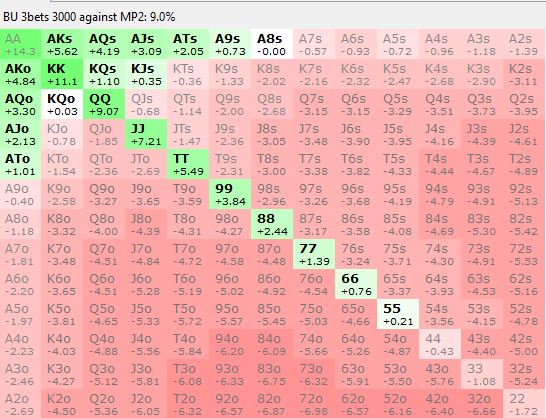 BU 3bets 3000 against MP2: 9.0%
AA AKs AQs AJs ATs A9s A8s A7s A6s A5s A4s A3s A2s
+14.3 +5.62 +4.19 +3.09 +2.05 +0.73 -0.00 -0.57 -0.93 -0.72 -0.96 -1.18 -1.39
AKo KK KQs KJs KTs K9s K8s K7s K6s K5s K4s K3s K2s
+4.84 +11.1 +1.10 +0.35 -0.36 -1.33 -2.02 -2.16 -2.32 -2.47 -2.68 -2.90 -3.11
AQo KQo QQ QJs QTs Q9s Q8s Q7s Q6s Q5s Q4s Q3s Q2s
+3.30 +0.03 +9.07 -0.68 -1.14 -2.00 -2.68 -3.15 -3.15 -3.29 -3.51 -3.73 -3.95
AJo KJo QJo JJ JTs J9s J8s J7s J6s J5s J4s J3s J2s
+2.13 -0.78 -1.85 +7.21 -1.47 -2.36 -3.05 -3.48 -3.90 -3.95 -4.16 -4.39 -4.61
ATo KTo QTo JTo TT T9s T8s T7s T6s T5s T4s T3s T2s
+1.01 -1.54 -2.36 -2.69 +5.49 -2.31 -3.00 -3.38 -3.82 -4.33 -4.44 -4.67 -4.89
A9o K9o Q9o J9o T9o 99 98s 97s 96s 95s 94s 93s 92s
-0.40 -2.58 -3.27 -3.65 -3.59 +3.84 -2.96 -3.26 -3.68 -4.19 -4.79 -4.91 -5.13
A8o K8o Q8o J8o T8o 98o 88 87s 86s 85s 84s 83s 82s
-1.18 -3.32 -4.00 -4.39 -4.31 -4.27 +2.44 -3.17 -3.58 -4.08 -4.69 -5.30 -5.42
A7o K7o Q7o J7o T7o 97o 87o 77 76s 75s 74s 73s 72s
-1.81 -3.48 -4.51 -4.84 -4.72 -4.58 -4.48 +1.39 -3.24 -3.71 -4.30 -4.91 -5.53
A6o K6o Q6o J6o T6o 96o 86o 76o 66 65s 64s 63s 62s
-2.20 -3.65 -4.51 -5.28 -5.19 -5.02 -4.92 -4.54 +0.76 -3.37 -3.93 -4.53 -5.16
A5o K5o Q5o J5o T5o 95o 85o 75o 65o 55 54s 53s 52s
-1.97 -3.81 -4.65 -5.33 -5.72 -5.57 -5.45 -5.03 -4.66 +0.21 -3.56 -4.15 -4.78
A4o K4o Q4o J4o T4o 94o 84o 74o 64o 54o 44 43s 42s
-2.23 -4.03 -4.88 -5.56 -5.84 -6.20 -6.09 -5.66 -5.26 -4.87 -0.43 -4.40 -5.00
A3o K3o Q3o J3o T3o 93o 83o 73o 63o 53o 43o 33 32s
-2.46 -4.27 -5.12 -5.81 -6.08 -6.33 -6.75 -6.32 -5.91 -5.50 -5.76 -1.08 -5.24
A2o K2o Q2o J2o T2o 92o 82o 72o 62o 52o 42o 32o 22
-2.69 -4.50 -5.36 -6.05 -6.32 -6.57 -6.87 -6.98 -6.57 -6.16 -6.40 -6.66 -1.72